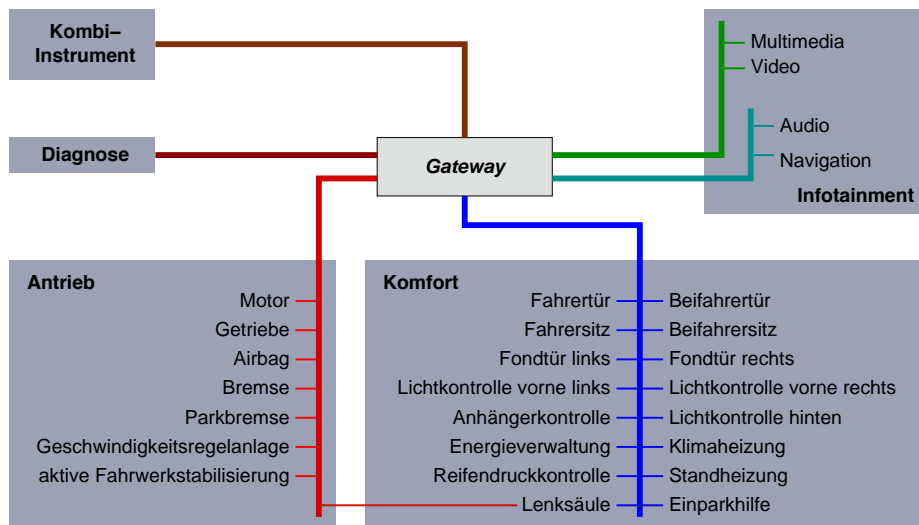 Kombi–
Instrument
Diagnose
Gateway
Multimedia
Video
Audio
Navigation
Infotainment
Antrieb
Motor
Getriebe
Airbag
Bremse
Parkbremse
Geschwindigkeitsregelanlage
aktive Fahrwerkstabilisierung
Komfort
Fahrertür
Beifahrertür
Fahrersitz
Beifahrersitz
Fondtür links
Fondtür rechts
Lichtkontrolle vorne links
Lichtkontrolle vorne rechts
Anhängerkontrolle
Lichtkontrolle hinten
Energieverwaltung
Klimaheizung
Reifendruckkontrolle
Standheizung
Lenksäule
Einparkhilfe